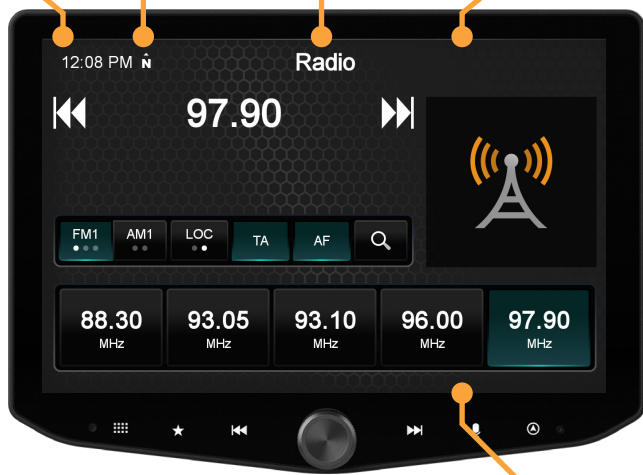 12:08 PM N
Radio
97.90
FM1 AM1 LOC TA AF
88.30 93.05 93.10 96.00 97.90
MHz MHz MHz MHz MHz